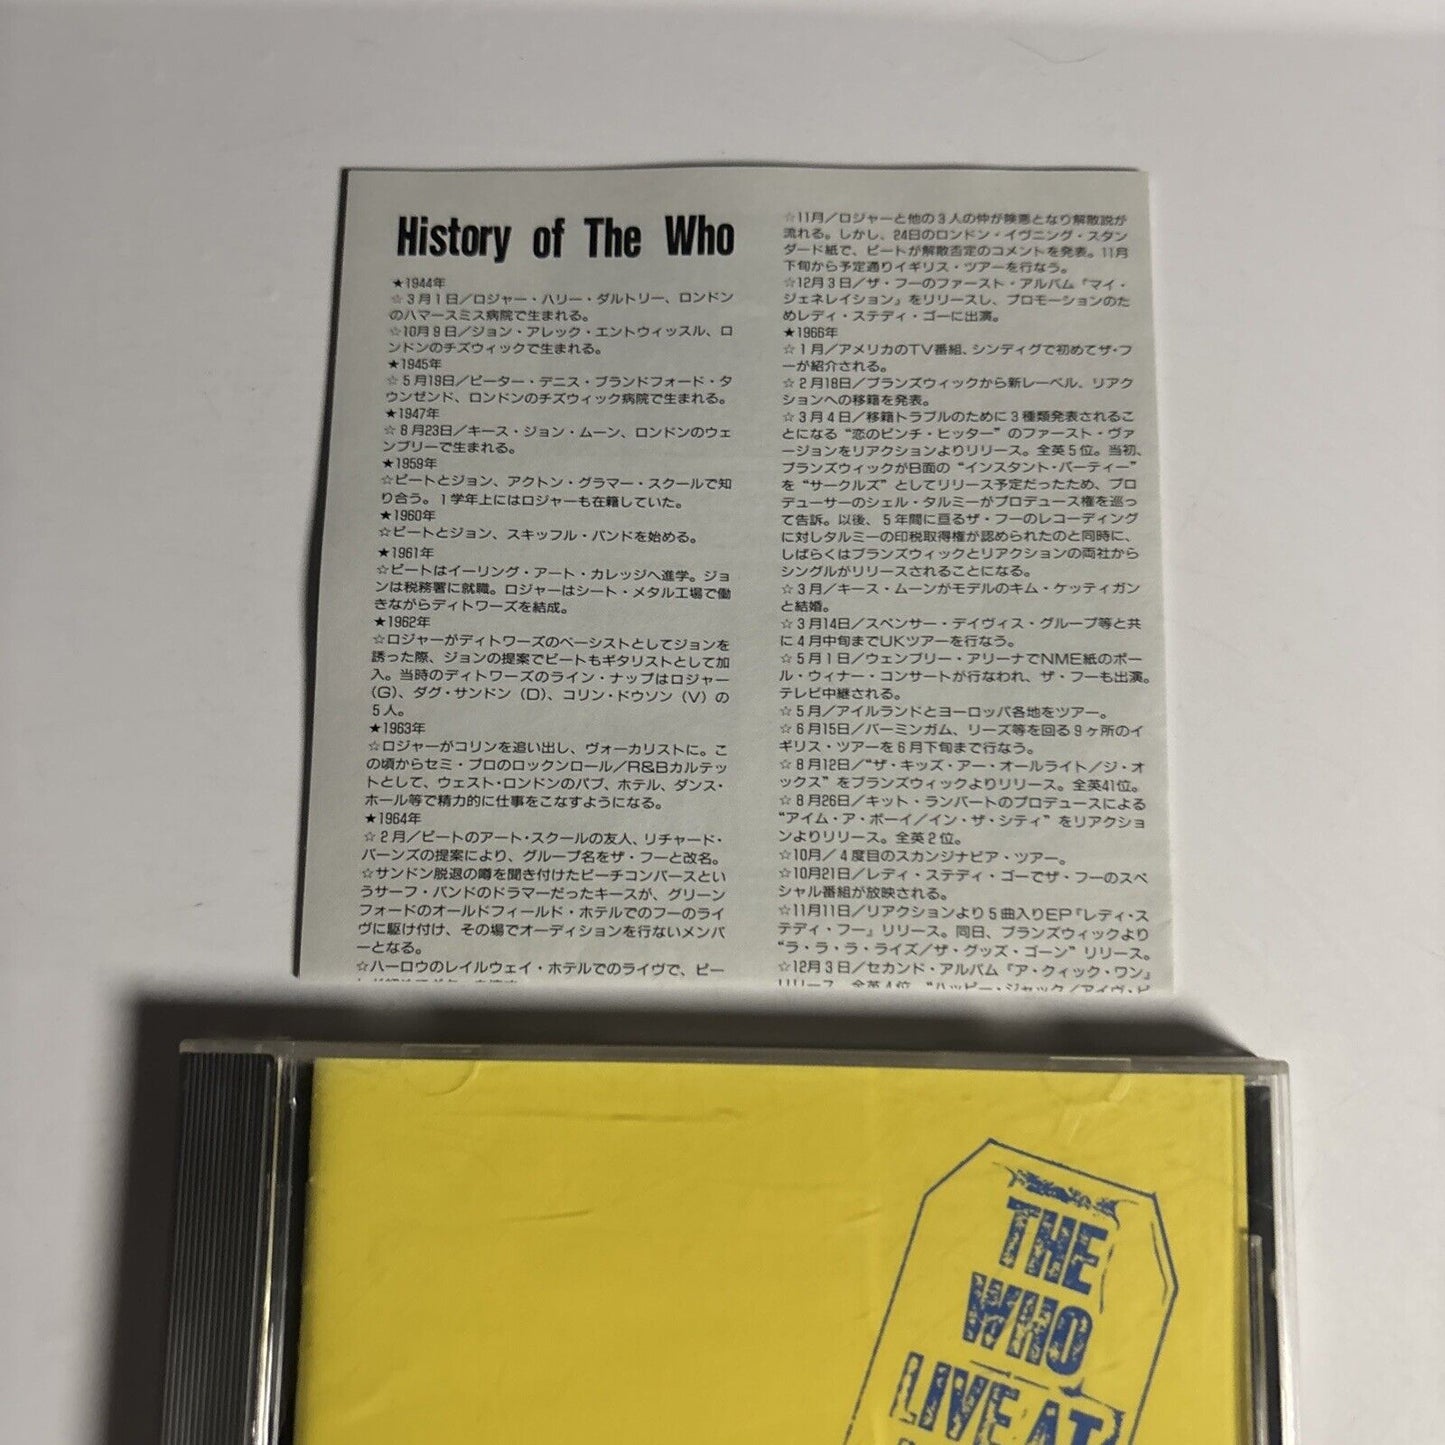 History of The Who
★1944年
☆3月1日／ロジャー・ハリー・ダルトリー、ロンドン
のハマースミス病院で生まれる。
☆10月9日／ジョン・アレック・エントウィッスル、ロ
ンドンのチズウィックで生まれる。
★1945年
☆5月19日／ピーター・デニス・ブランドフォード・タ
ウンゼンド、ロンドンのチズウィック病院で生まれる。
★1947年
☆8月23日／キース・ジョン・ムーン、ロンドンのウェ
ンブリーで生まれる。
★1959年
☆ピートとジョン、アクトン・グラマー・スクールで知
り合う。1学年上にはロジャーも在籍していた。
★1960年
☆ピートとジョン、スキッフル・バンドを始める。
★1961年
☆ピートはイーリング・アート・カレッジへ進学。ジョ
ンは税務署に就職。ロジャーはシート・メタル工場で働
きながらディトワーズを結成。
★1962年
☆ロジャーがディトワーズのベーシストとしてジョンを
誘った際、ジョンの提案でピートもギタリストとして加
入。当時のディトワーズのライン・ナップはロジャー
(G)、ダグ・サンドン（D）、コリン・ドウソン（V）の
5人。
★1963年
☆ロジャーがコリンを追い出し、ヴォーカリストに。こ
の頃からセミ・プロのロックンロール／R&Bカルテッ
トとして、ウェスト・ロンドンのパブ、ホテル、ダンス・
ホール等で精力的に仕事をこなすようになる。
★1964年
☆2月／ピートのアート・スクールの友人、リチャード・
バーンズの提案により、グループ名をザ・フーと改名。
☆サンドン脱退の噂を聞き付けたビーチコンバースとい
うサーフ・バンドのドラマーだったキースが、グリーン
フォードのオールドフィールド・ホテルでのフーのライ
ヴに駆け付け、その場でオーディションを行ないメンバ
ーとなる。
☆ハーロウのレイルウェイ・ホテルでのライヴで、ピー
☆11月／ロジャーと他の3人の仲が険悪となり解散説が
流れる。しかし、24日のロンドン・イヴニング・スタン
ダード紙で、ピートが解散否定のコメントを発表。11月
下旬から予定通りイギリス・ツアーを行なう。
☆12月3日／ザ・フーのファースト・アルバム『マイ・
ジェネレイション』をリリースし、プロモーションのた
めレディ・ステディ・ゴーに出演。
★1966年
☆1月／アメリカのTV番組、シンディグで初めてザ・フ
ーが紹介される。
☆2月18日／ブランズウィックから新レーベル、リアク
ションへの移籍を発表。
☆3月4日／移籍トラブルのために3種類発表されるこ
とになる“恋のピンチ・ヒッター”のファースト・ヴァ
ージョンをリアクションよりリリース。全英5位。当初、
ブランズウィックがB面の“インスタント・パーティー”
を“サークルズ”としてリリース予定だったため、プロ
デューサーのシェル・タルミーがプロデュース権を巡っ
て告訴。以後、5年間に亘るザ・フーのレコーディング
に対しタルミーの印税取得権が認められたのと同時に、
しばらくはブランズウィックとリアクションの両社から
シングルがリリースされることになる。
☆3月／キース・ムーンがモデルのキム・ケッティガン
と結婚。
☆3月14日／スペンサー・デイヴィス・グループ等と共
に4月中旬までUKツアーを行なう。
☆5月1日／ウェンブリー・アリーナでNME紙のポー
ル・ウィナー・コンサートが行なわれ、ザ・フーも出演。
テレビ中継される。
☆5月／アイルランドとヨーロッパ各地をツアー。
☆6月15日／バーミンガム、リーズ等を回る9ヶ所のイ
ギリス・ツアーを6月下旬まで行なう。
☆8月12日／“ザ・キッズ・アー・オールライト／ジ・オ
ックス”をブランズウィックよりリリース。全英41位。
☆8月26日／キット・ランバートのプロデュースによる
“アイム・ア・ボーイ／イン・ザ・シティ”をリアクショ
ンよりリリース。全英2位。
☆10月／4度目のスカンジナビア・ツアー。
☆10月21日／レディ・ステディ・ゴーでザ・フーのスペ
シャル番組が放映される。
☆11月11日／リアクションより5曲入りEP『レディ・ス
テディ・フー』リリース。同日、ブランズウィックより
“ラ・ラ・ラ・ライズ／ザ・グッズ・ゴーン”リリース。
☆12月3日／セカンド・アルバム『ア・クィック・ワン』
リリース。全英4位。“ハッピー・ジャック／アイヴ・ビ
THE
WHO
LIVE AT